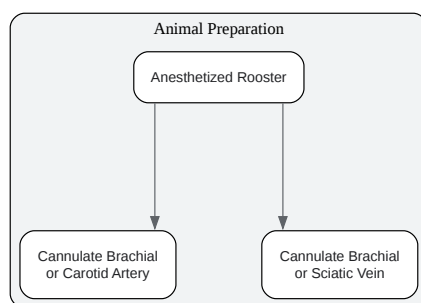 Animal Preparation
Anesthetized Rooster
Cannulate Brachial
or Carotid Artery
Cannulate Brachial
or Sciatic Vein